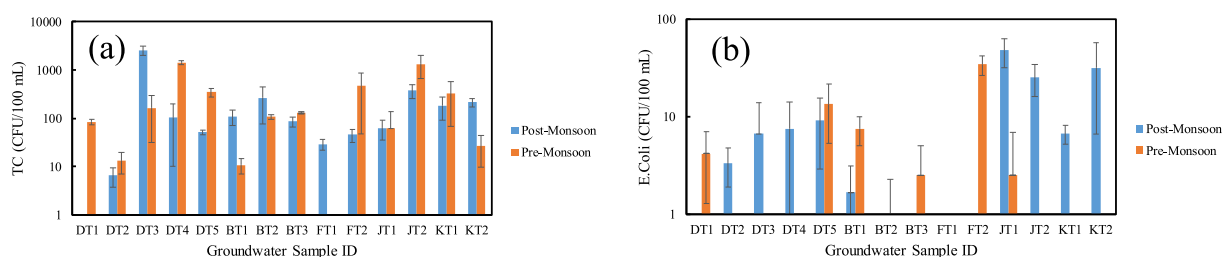 (a)
TC (CFU/100 mL)
10000
1000
100
10
1
DT1 DT2 DT3 DT4 DT5 BT1 BT2 BT3 FT1 FT2 JT1 JT2 KT1 KT2
Groundwater Sample ID
Post-Monsoon
Pre-Monsoon
(b)
E.Coli (CFU/100 mL)
100
10
1
DT1 DT2 DT3 DT4 DT5 BT1 BT2 BT3 FT1 FT2 JT1 JT2 KT1 KT2
Groundwater Sample ID
Post-Monsoon
Pre-Monsoon